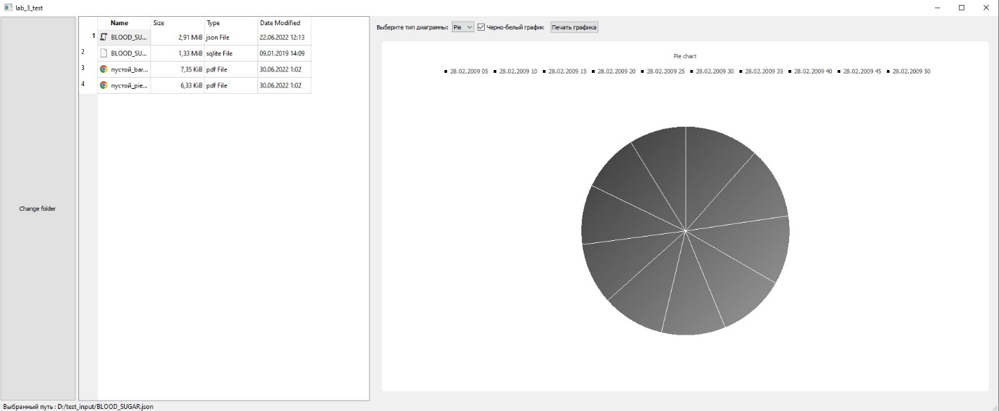 lab_3_test
Change folder
Name Size Type Date Modified
1 BLOOD_SU... 2,91 MiB json File 22.06.2022 12:13
2 BLOOD_SU... 1,33 MiB sqlite File 09.01.2019 14:09
3 пустой_bar... 7,35 KiB pdf File 30.06.2022 1:02
4 пустой_pie... 6,33 KiB pdf File 30.06.2022 1:02
Выберите тип диаграммы: Pie Черно-белый график Печать графика
Pie chart
28.02.2009 05 28.02.2009 10 28.02.2009 15 28.02.2009 20 28.02.2009 25 28.02.2009 30 28.02.2009 35 28.02.2009 40 28.02.2009 45 28.02.2009 50
Выбранный путь : D:/test_input/BLOOD_SUGAR.json